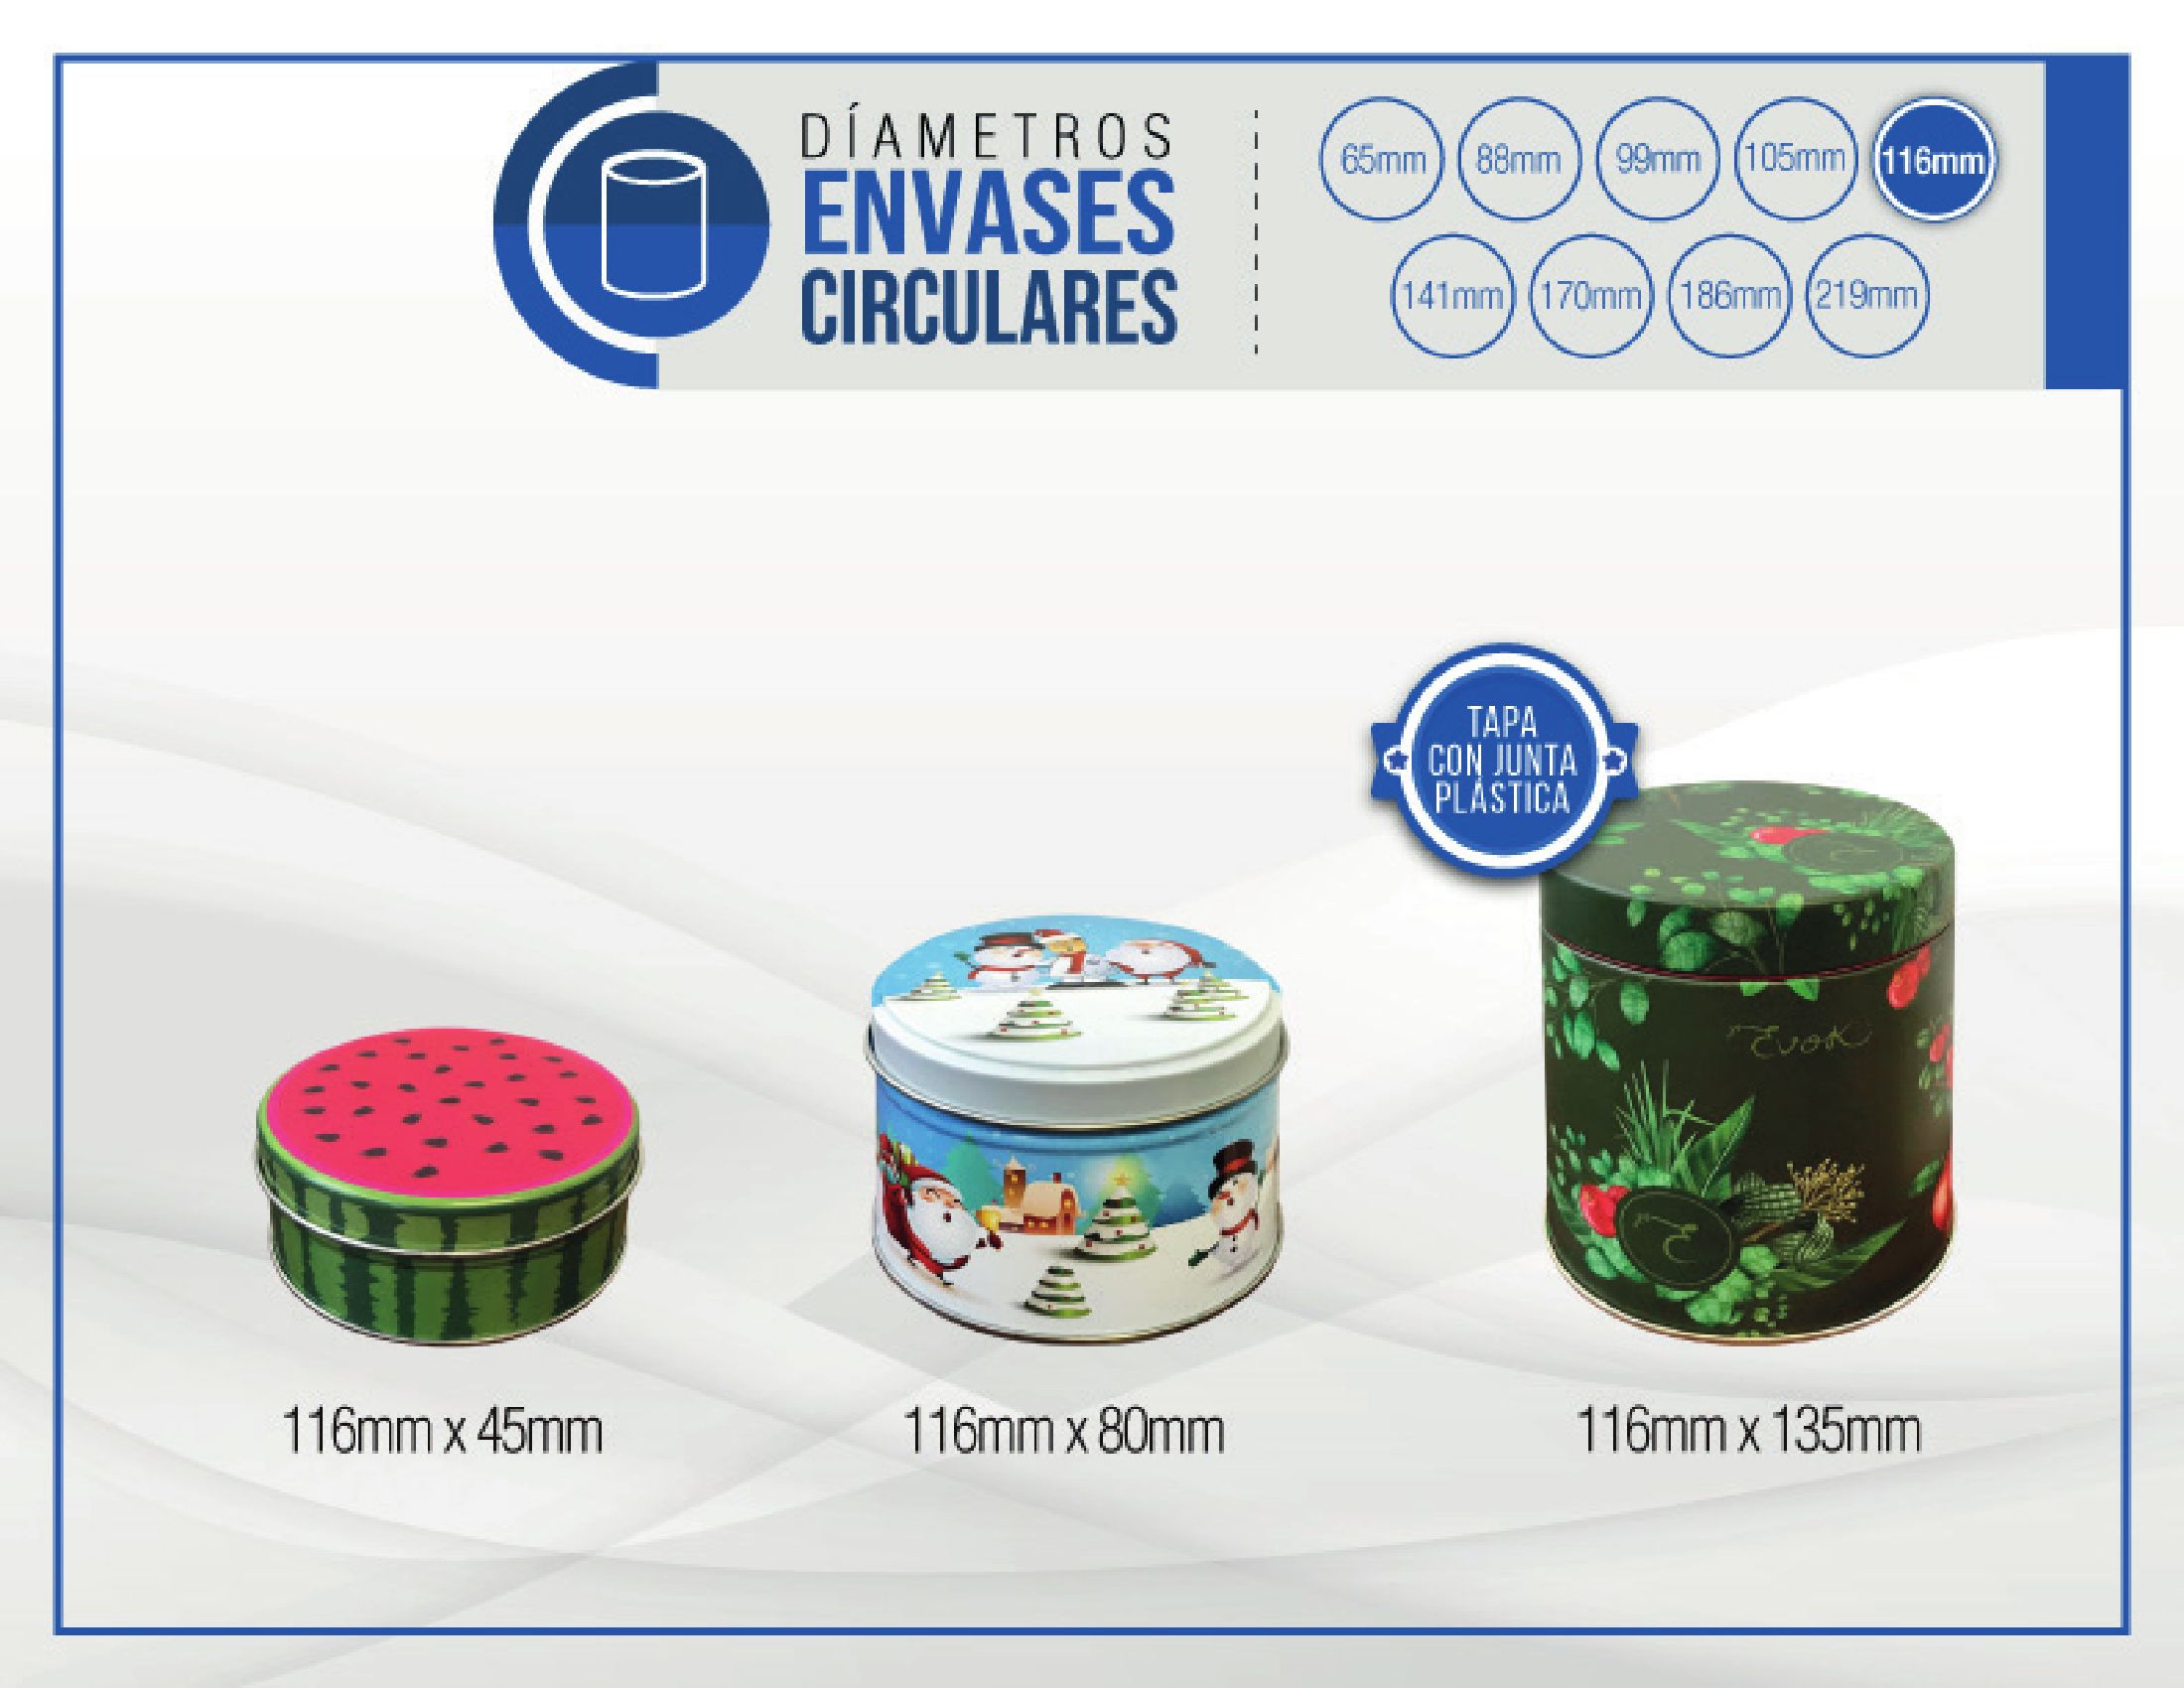 DÍAMETROS
ENVASES
CIRCULARES
65mm 88mm 99mm 105mm 116mm
141mm 170mm 186mm 219mm
TAPA
CON JUNTA
PLÁSTICA
Evok
E
116mm x 45mm 116mm x 80mm 116mm x 135mm